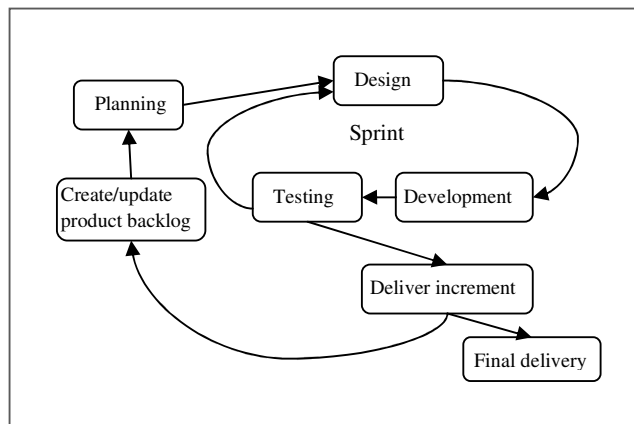 Design
Planning
Sprint
Create/update
product backlog
Testing
Development
Deliver increment
Final delivery